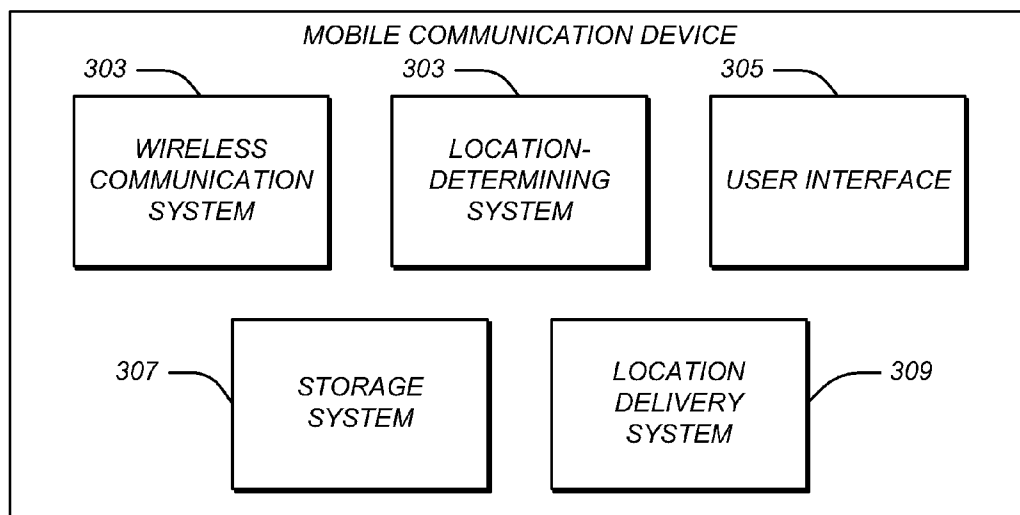 MOBILE COMMUNICATION DEVICE
303
303
305
WIRELESS
COMMUNICATION
SYSTEM
LOCATION-
DETERMINING
SYSTEM
USER INTERFACE
307
STORAGE
SYSTEM
LOCATION
DELIVERY
SYSTEM
309